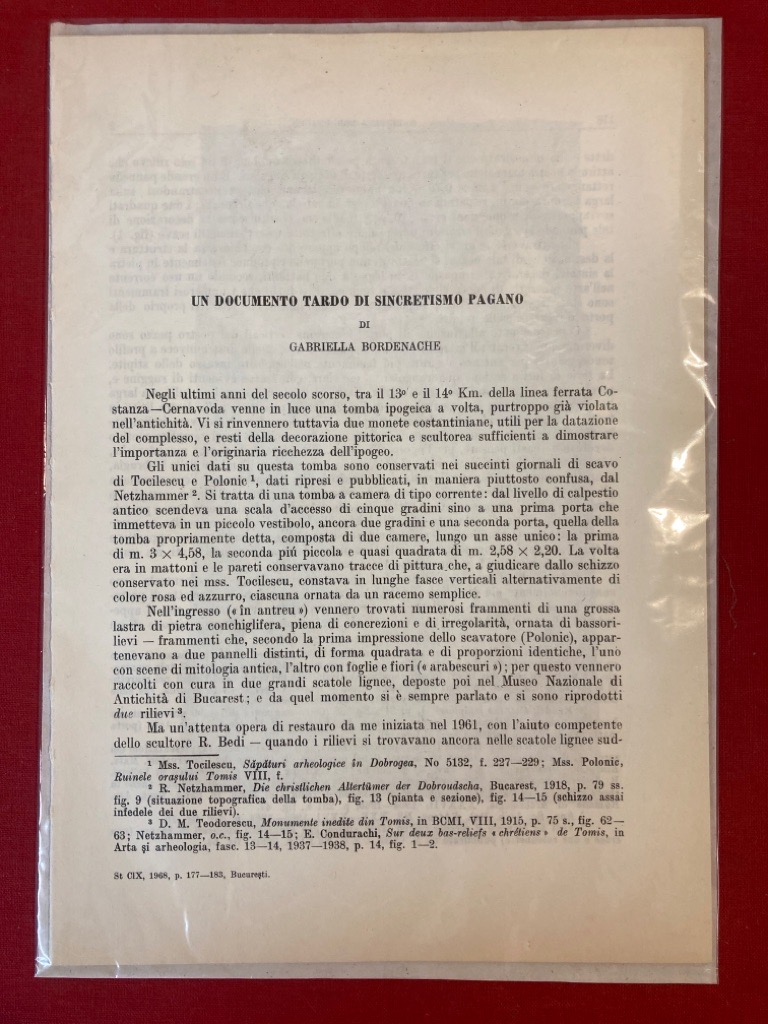 UN DOCUMENTO TARDO DI SINCRETISMO PAGANO
DI
GABRIELLA BORDENACHE
Negli ultimi anni del secolo scorso, tra il 13º e il 14º Km. della linea ferrata Co-
stanza—Cernavoda venne in luce una tomba ipogeica a volta, purtroppo già violata
nell'antichità. Vi si rinvennero tuttavia due monete costantiniane, utili per la datazione
del complesso, e resti della decorazione pittorica e scultorea sufficienti a dimostrare
l'importanza e l'originaria ricchezza dell'ipogeo.
Gli unici dati su questa tomba sono conservati nei succinti giornali di scavo
di Tocilescu e Polonic ¹, dati ripresi e pubblicati, in maniera piuttosto confusa, dal
Netzhammer ². Si tratta di una tomba a camera di tipo corrente : dal livello di calpestio
antico scendeva una scala d'accesso di cinque gradini sino a una prima porta che
immetteva in un piccolo vestibolo, ancora due gradini e una seconda porta, quella della
tomba propriamente detta, composta di due camere, lungo un asse unico : la prima
di m. 3 × 4,58, la seconda piú piccola e quasi quadrata di m. 2,58 × 2,20. La volta
era in mattoni e le pareti conservavano tracce di pittura che, a giudicare dallo schizzo
conservato nei mss. Tocilescu, constava in lunghe fasce verticali alternativamente di
colore rosa ed azzurro, ciascuna ornata da un racemo semplice.
Nell'ingresso (« în antreu ») vennero trovati numerosi frammenti di una grossa
lastra di pietra conchiglifera, piena di concrezioni e di irregolarità, ornata di bassori-
lievi — frammenti che, secondo la prima impressione dello scavatore (Polonic), appar-
tenevano a due pannelli distinti, di forma quadrata e di proporzioni identiche, l'uno
con scene di mitologia antica, l'altro con foglie e fiori (« arabescuri ») ; per questo vennero
raccolti con cura in due grandi scatole lignee, deposte poi nel Museo Nazionale di
Antichità di Bucarest ; e da quel momento si è sempre parlato e si sono riprodotti
due rilievi ³.
Ma un'attenta opera di restauro da me iniziata nel 1961, con l'aiuto competente
dello scultore R. Bedi — quando i rilievi si trovavano ancora nelle scatole lignee sud-
¹ Mss. Tocilescu, Săpături arheologice în Dobrogea, No 5132, f. 227—229 ; Mss. Polonic,
Ruinele orașului Tomis VIII, f.
² R. Netzhammer, Die christlichen Altertümer der Dobroudscha, Bucarest, 1918, p. 79 ss.
fig. 9 (situazione topografica della tomba), fig. 13 (pianta e sezione), fig. 14—15 (schizzo assai
infedele dei due rilievi).
³ D. M. Teodorescu, Monumente inedite din Tomis, in BCMI, VIII, 1915, p. 75 s., fig. 62—
63 ; Netzhammer, o.c., fig. 14—15 ; E. Condurachi, Sur deux bas-reliefs « chrétiens » de Tomis, in
Arta și arheologia, fasc. 13—14, 1937—1938, p. 14, fig. 1—2.
St CIX, 1968, p. 177—183, București.